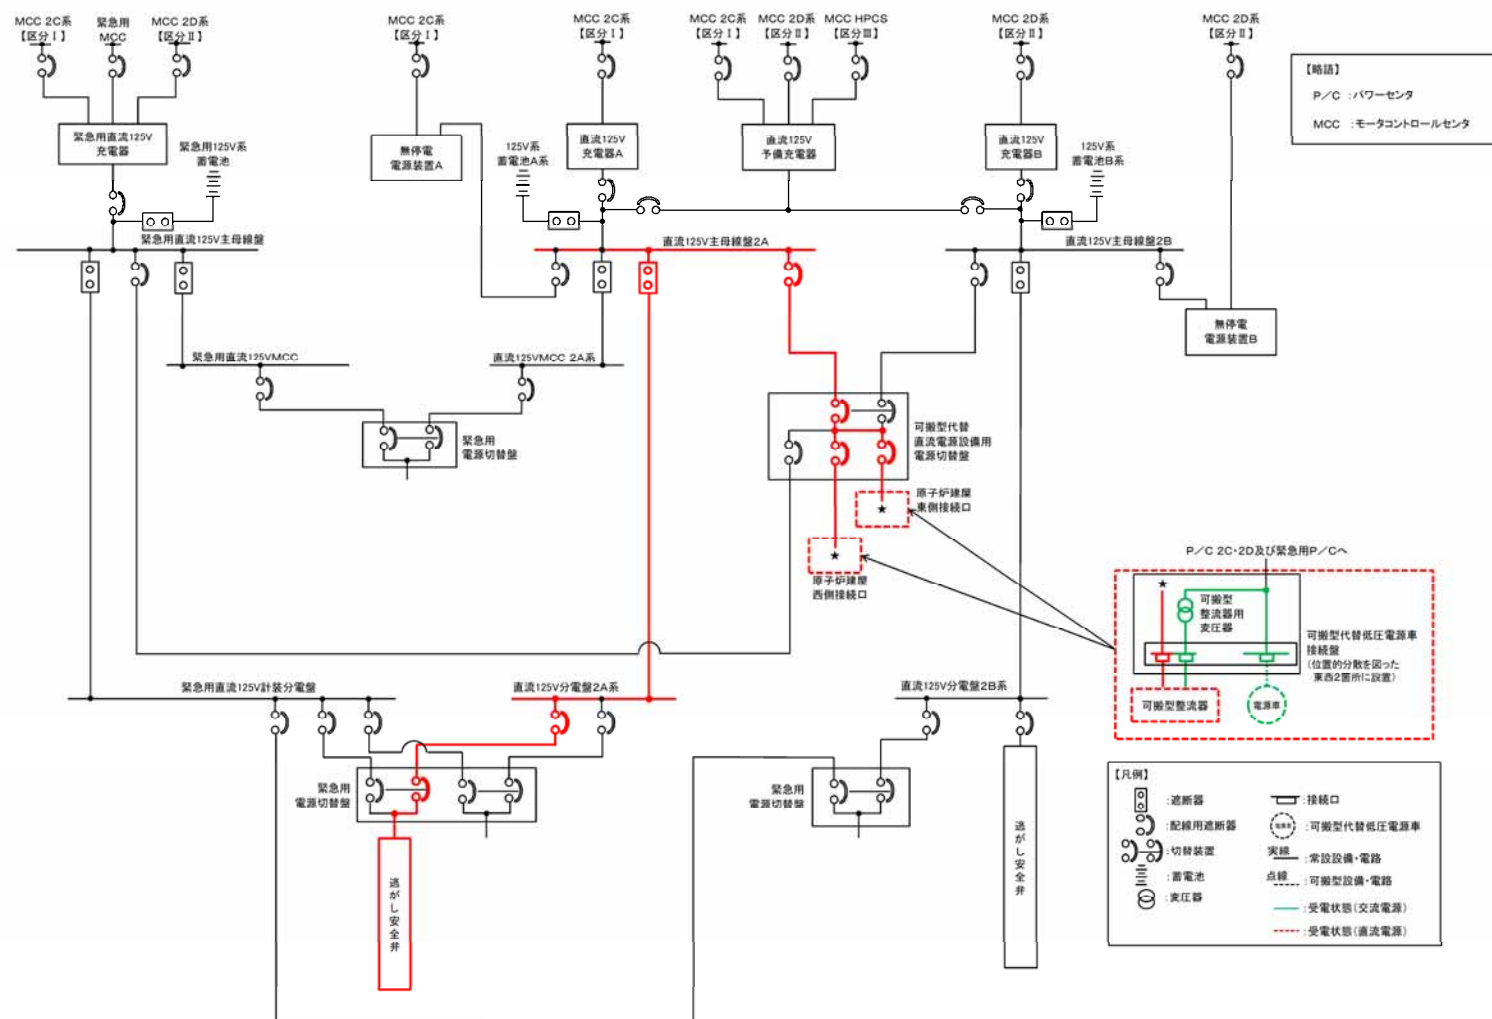 MCC 2C系
【区分Ⅰ】
緊急用
MCC
MCC 2D系
【区分Ⅱ】
MCC 2C系
【区分Ⅰ】
MCC 2C系
【区分Ⅰ】
MCC 2C系
【区分Ⅰ】
MCC 2D系
【区分Ⅱ】
MCC HPCS
【区分Ⅲ】
MCC 2D系
【区分Ⅱ】
MCC 2D系
【区分Ⅱ】
【略語】
P／C ：パワーセンタ
MCC ：モータコントロールセンタ
緊急用直流125V
充電器
緊急用125V系
蓄電池
無停電
電源装置A
125V系
蓄電池A系
直流125V
充電器A
直流125V
予備充電器
直流125V
充電器B
125V系
蓄電池B系
緊急用直流125V主母線盤
直流125V主母線盤2A
直流125V主母線盤2B
無停電
電源装置B
緊急用直流125VMCC
直流125VMCC 2A系
緊急用
電源切替盤
可搬型代替
直流電源設備用
電源切替盤
原子炉建屋
東側接続口
★
★
原子炉建屋
西側接続口
P／C 2C・2D及び緊急用P／Cへ
★
可搬型
整流器用
変圧器
可搬型代替低圧電源車
接続盤
(位置的分散を図った
東西2箇所に設置)
可搬型整流器
電源車
緊急用直流125V計装分電盤
直流125V分電盤2A系
直流125V分電盤2B系
緊急用
電源切替盤
緊急用
電源切替盤
逃がし安全弁
逃がし安全弁
【凡例】
：遮断器
：配線用遮断器
：切替装置
：蓄電池
：変圧器
：接続口
電源車
：可搬型代替低圧電源車
実線
：常設設備・電路
点線
：可搬型設備・電路
：受電状態(交流電源)
：受電状態(直流電源)